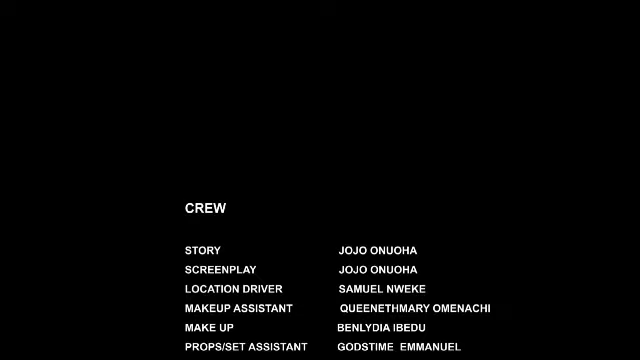 CREW
STORY JOJO ONUOHA
SCREENPLAY JOJO ONUOHA
LOCATION DRIVER SAMUEL NWEKE
MAKEUP ASSISTANT QUEENETHMARY OMENACHI
MAKE UP BENLYDIA IBEDU
PROPS/SET ASSISTANT GODSTIME EMMANUEL